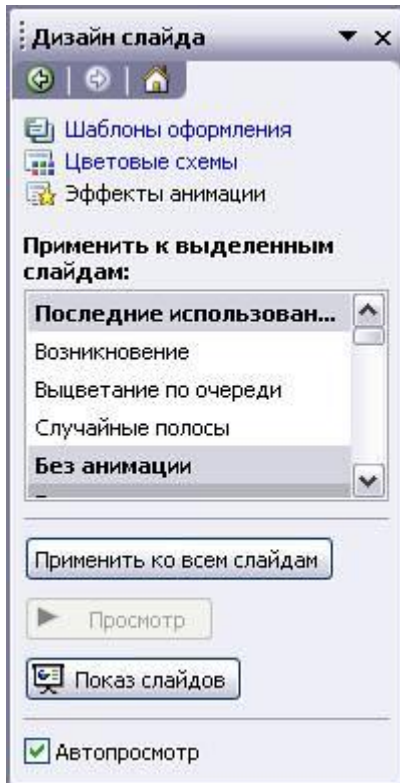 Дизайн слайда
Шаблоны оформления
Цветовые схемы
Эффекты анимации
Применить к выделенным
слайдам:
Последние использован...
Возникновение
Выцветание по очереди
Случайные полосы
Без анимации
Применить ко всем слайдам
Просмотр
Показ слайдов
Автопросмотр